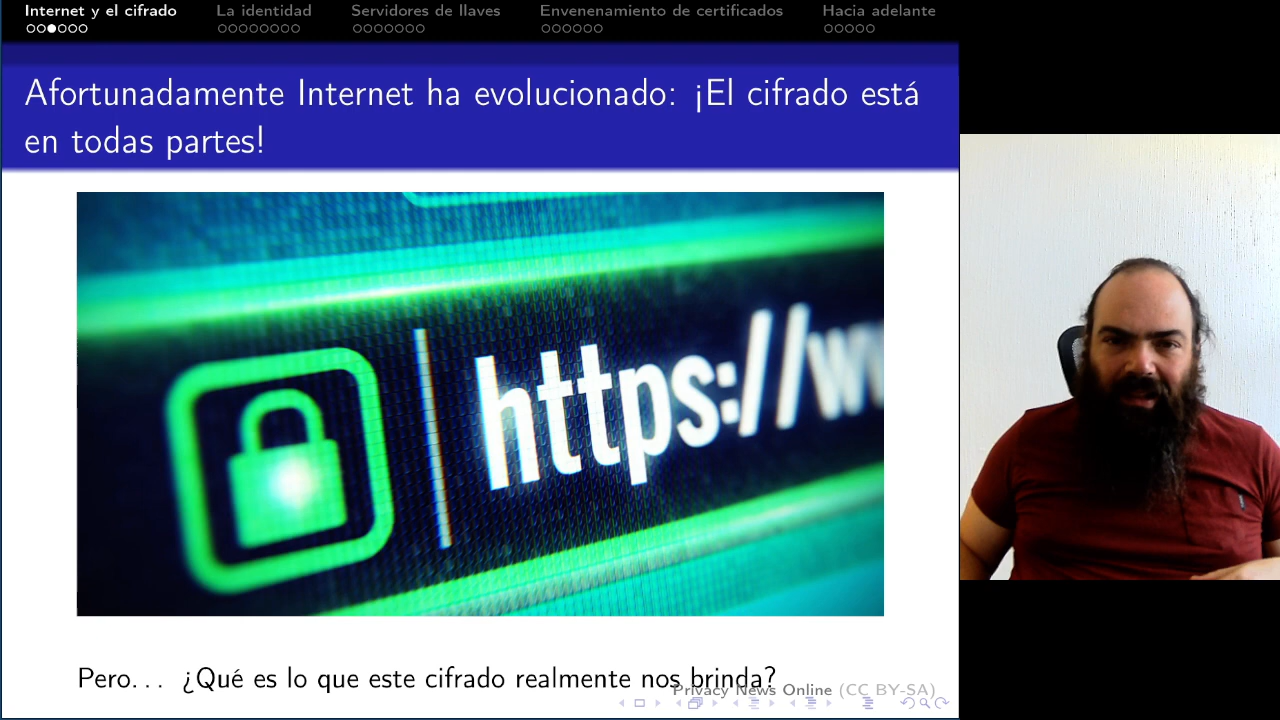 Internet y el cifrado La identidad Servidores de llaves Envenenamiento de certificados Hacia adelante
Afortunadamente Internet ha evolucionado: ¡El cifrado está
en todas partes!
https://w
Pero... ¿Qué es lo que este cifrado realmente nos brinda?
Privacy News Online (CC BY-SA)